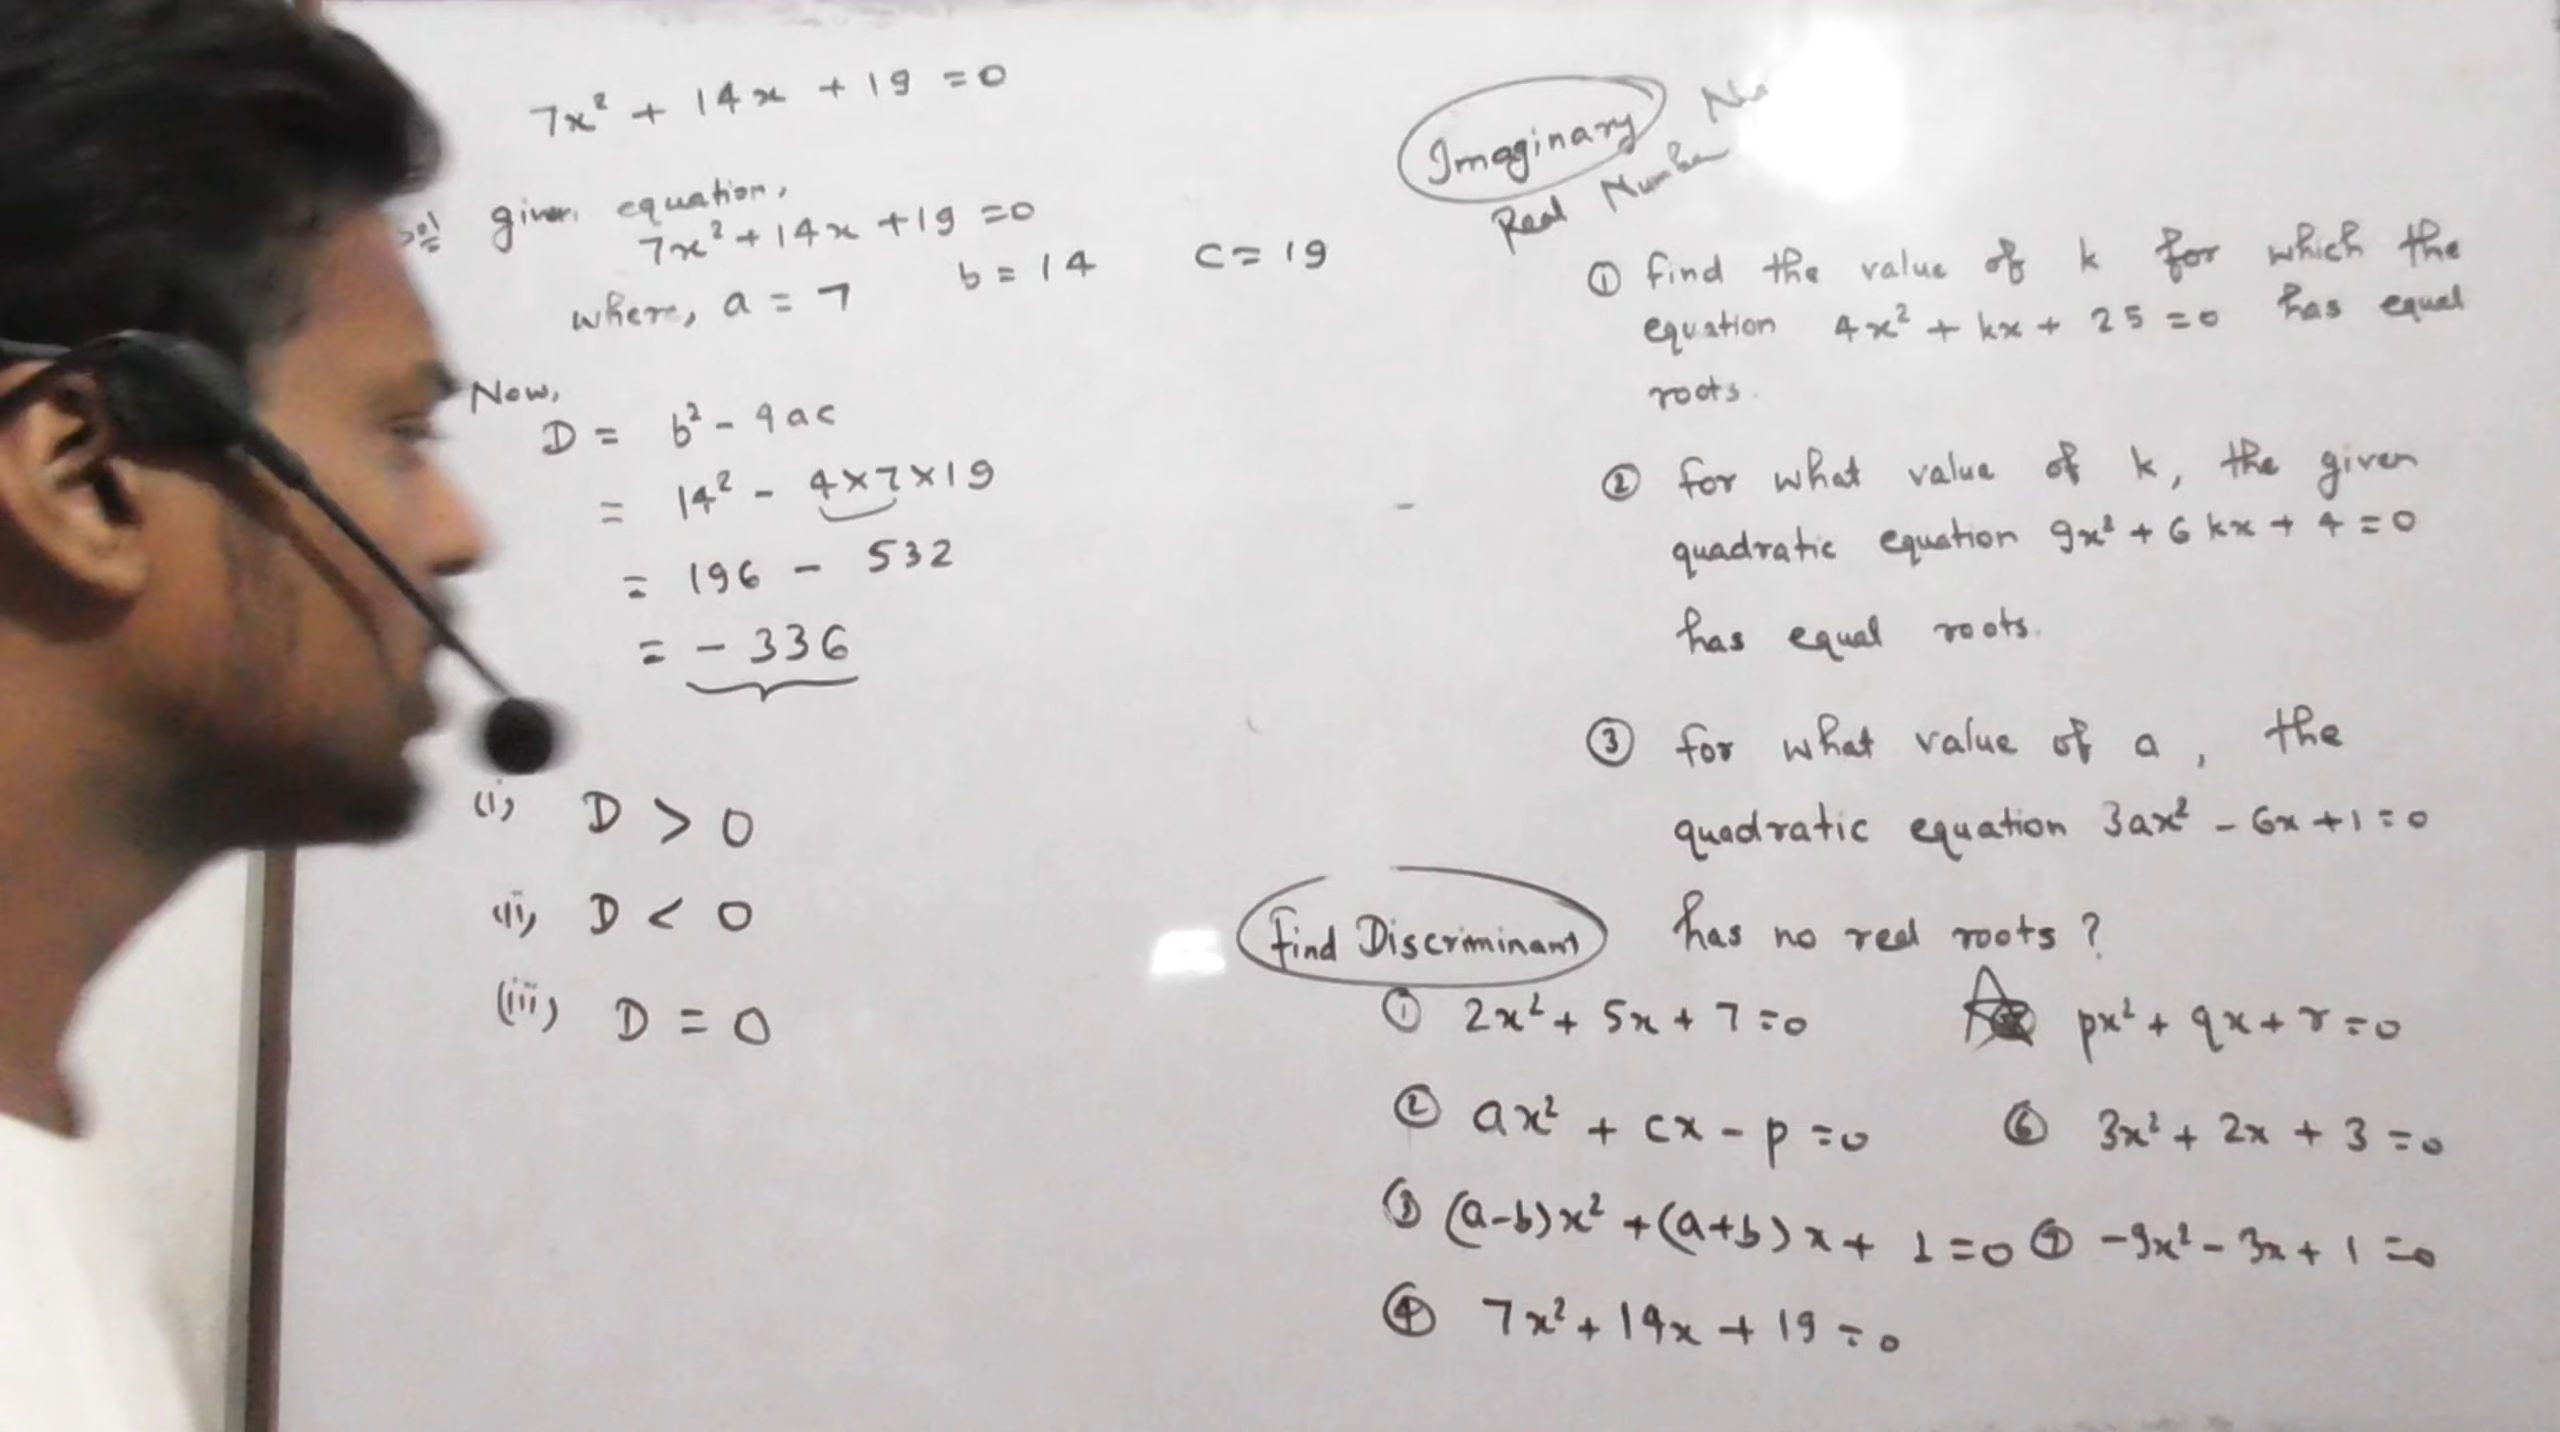 7x² + 14x + 19 = 0
given equation,
7x² + 14x + 19 = 0
where, a = 7 b = 14 c = 19
Now,
D = b² - 4ac
= 14² - 4×7×19
= 196 - 532
= - 336
(i) D > 0
(ii) D < 0
(iii) D = 0
Imaginary
Real Number
① find the value of k for which the
equation 4x² + kx + 25 = 0 has equal
roots.
② for what value of k, the given
quadratic equation 9x² + 6kx + 4 = 0
has equal roots.
③ for what value of a, the
quadratic equation 3ax² - 6x + 1 = 0
has no real roots ?
find Discriminant
① 2x² + 5x + 7 = 0
② ax² + cx - p = 0
③ (a-b)x² + (a+b)x + 1 = 0
④ 7x² + 14x + 19 = 0
px² + qx + r = 0
⑥ 3x² + 2x + 3 = 0
⑦ -9x² - 3x + 1 = 0